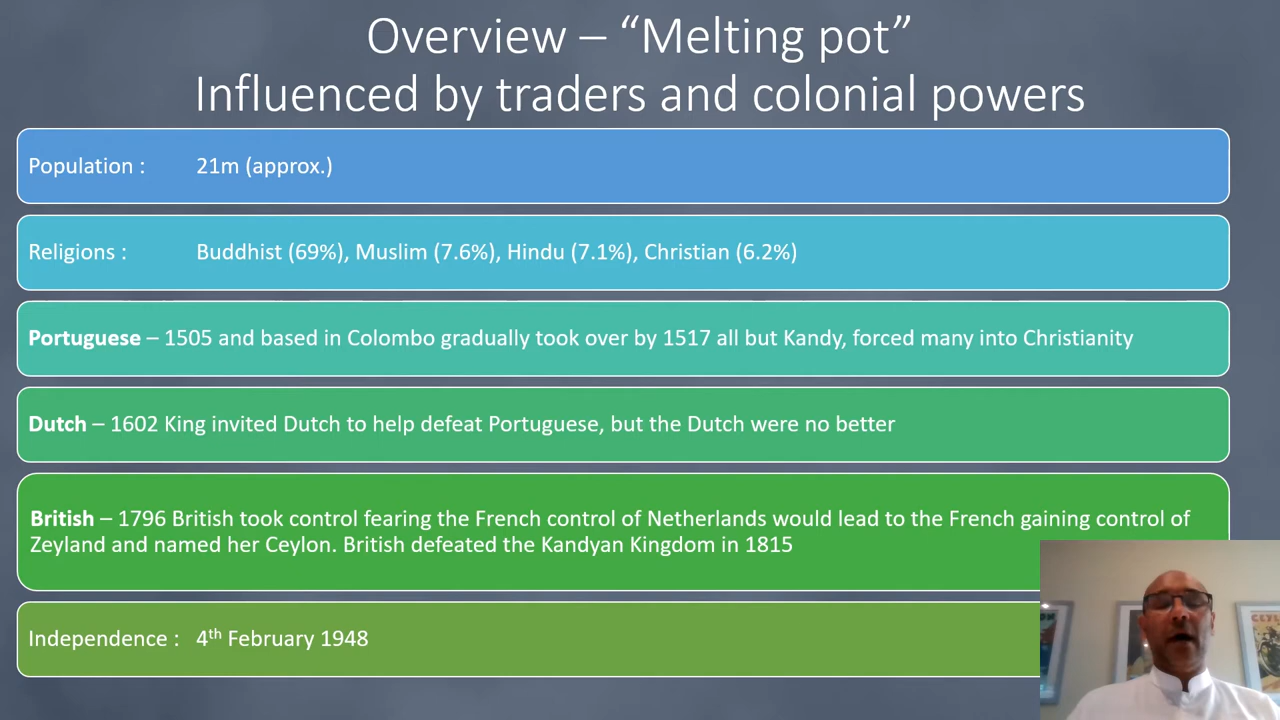 Overview – “Melting pot”
Influenced by traders and colonial powers
Population : 21m (approx.)
Religions : Buddhist (69%), Muslim (7.6%), Hindu (7.1%), Christian (6.2%)
Portuguese – 1505 and based in Colombo gradually took over by 1517 all but Kandy, forced many into Christianity
Dutch – 1602 King invited Dutch to help defeat Portuguese, but the Dutch were no better
British – 1796 British took control fearing the French control of Netherlands would lead to the French gaining control of
Zeyland and named her Ceylon. British defeated the Kandyan Kingdom in 1815
Independence : 4th February 1948